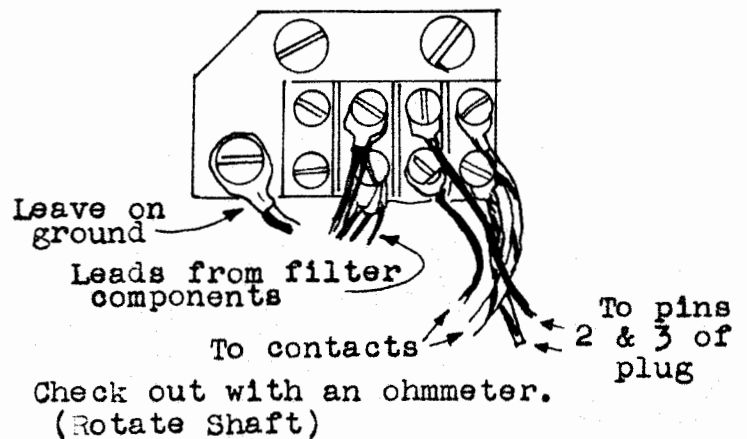 Leave on
ground
Leads from filter
components
To contacts
To pins
2 & 3 of
plug
Check out with an ohmmeter.
(Rotate Shaft)